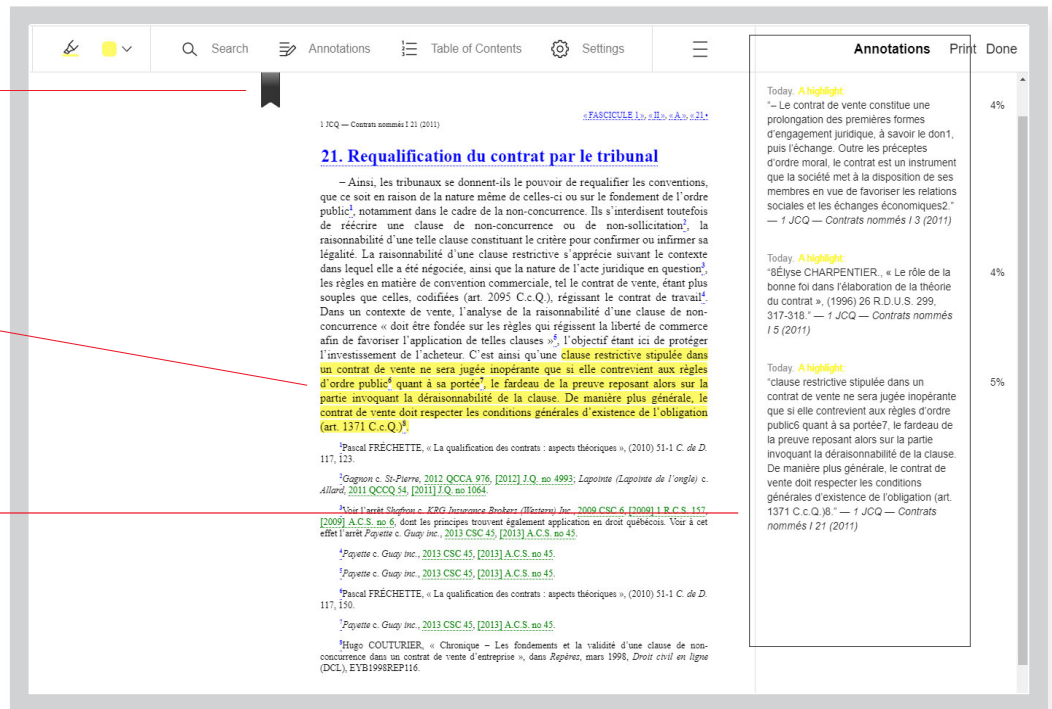 Search Annotations Table of Contents Settings Annotations Print Done
1 JCQ — Contrats nommés I 21 (2011)
«FASCICULE 1», «II», «A», «21•
21. Requalification du contrat par le tribunal
– Ainsi, les tribunaux se donnent-ils le pouvoir de requalifier les conventions,
que ce soit en raison de la nature même de celles-ci ou sur le fondement de l'ordre
public1, notamment dans le cadre de la non-concurrence. Ils s'interdisent toutefois
de réécrire une clause de non-concurrence ou de non-sollicitation2, la
raisonnabilité d'une telle clause constituant le critère pour confirmer ou infirmer sa
légalité. La raisonnabilité d'une clause restrictive s'apprécie suivant le contexte
dans lequel elle a été négociée, ainsi que la nature de l'acte juridique en question3,
les règles en matière de convention commerciale, tel le contrat de vente, étant plus
souples que celles, codifiées (art. 2095 C.c.Q.), régissant le contrat de travail4.
Dans un contexte de vente, l'analyse de la raisonnabilité d'une clause de non-
concurrence « doit être fondée sur les règles qui régissent la liberté de commerce
afin de favoriser l'application de telles clauses »5, l'objectif étant ici de protéger
l'investissement de l'acheteur. C'est ainsi qu'une clause restrictive stipulée dans
un contrat de vente ne sera jugée inopérante que si elle contrevient aux règles
d'ordre public6 quant à sa portée7, le fardeau de la preuve reposant alors sur la
partie invoquant la déraisonnabilité de la clause. De manière plus générale, le
contrat de vente doit respecter les conditions générales d'existence de l'obligation
(art. 1371 C.c.Q.)8.
1Pascal FRÉCHETTE, « La qualification des contrats : aspects théoriques », (2010) 51-1 C. de D.
117, 123.
2Gagnon c. St-Pierre, 2012 QCCA 976, [2012] J.Q. no 4993; Lapointe (Lapointe de l'ongle) c.
Allard, 2011 QCCQ 54, [2011] J.Q. no 1064.
3Voir l'arrêt Shafron c. KRG Insurance Brokers (Western) Inc., 2009 CSC 6, [2009] 1 R.C.S. 157,
[2009] A.C.S. no 6, dont les principes trouvent également application en droit québécois. Voir à cet
effet l'arrêt Payette c. Guay inc., 2013 CSC 45, [2013] A.C.S. no 45.
4Payette c. Guay inc., 2013 CSC 45, [2013] A.C.S. no 45.
5Payette c. Guay inc., 2013 CSC 45, [2013] A.C.S. no 45.
6Pascal FRÉCHETTE, « La qualification des contrats : aspects théoriques », (2010) 51-1 C. de D.
117, 150.
7Payette c. Guay inc., 2013 CSC 45, [2013] A.C.S. no 45.
8Hugo COUTURIER, « Chronique – Les fondements et la validité d'une clause de non-
concurrence dans un contrat de vente d'entreprise », dans Repères, mars 1998, Droit civil en ligne
(DCL), EYB1998REP116.
Today. A highlight:
"– Le contrat de vente constitue une 4%
prolongation des premières formes
d'engagement juridique, à savoir le don1,
puis l'échange. Outre les préceptes
d'ordre moral, le contrat est un instrument
que la société met à la disposition de ses
membres en vue de favoriser les relations
sociales et les échanges économiques2."
— 1 JCQ — Contrats nommés I 3 (2011)
Today. A highlight:
"8Élyse CHARPENTIER., « Le rôle de la 4%
bonne foi dans l'élaboration de la théorie
du contrat », (1996) 26 R.D.U.S. 299,
317-318." — 1 JCQ — Contrats nommés
I 5 (2011)
Today. A highlight:
"clause restrictive stipulée dans un 5%
contrat de vente ne sera jugée inopérante
que si elle contrevient aux règles d'ordre
public6 quant à sa portée7, le fardeau de
la preuve reposant alors sur la partie
invoquant la déraisonnabilité de la clause.
De manière plus générale, le contrat de
vente doit respecter les conditions
générales d'existence de l'obligation (art.
1371 C.c.Q.)8." — 1 JCQ — Contrats
nommés I 21 (2011)